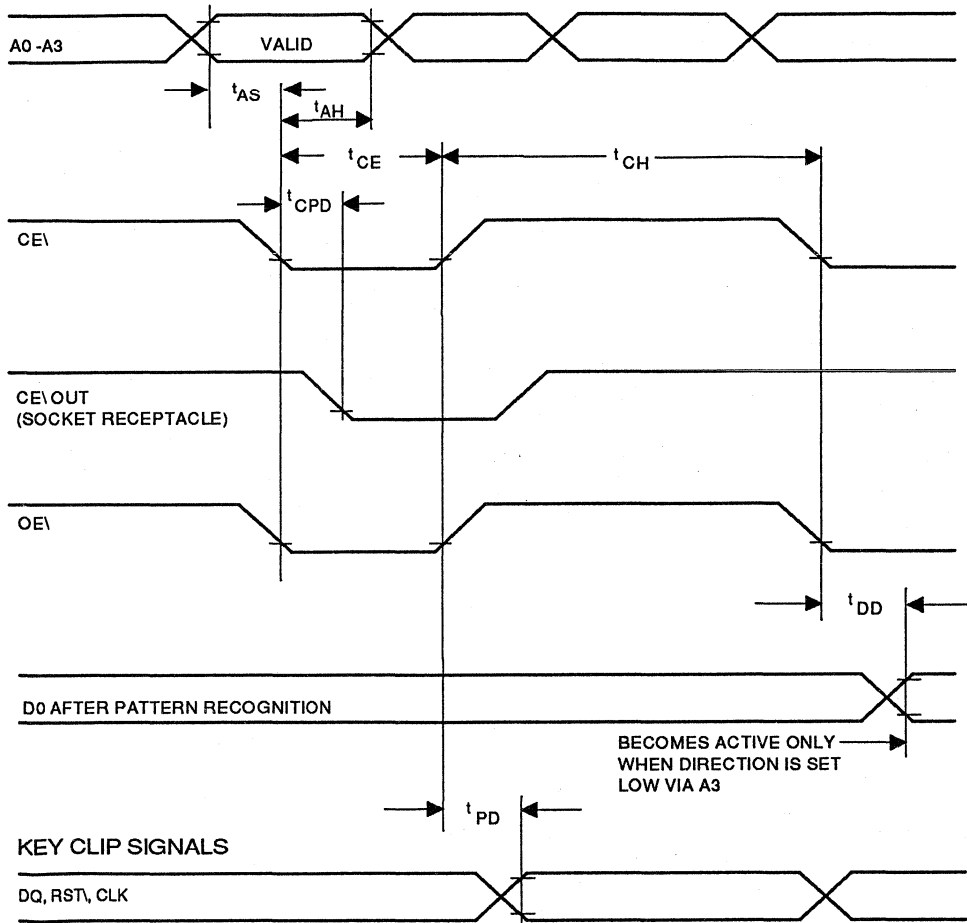 A0 -A3
VALID
tAS
tAH
tCE
tCH
tCPD
CE\
CE\ OUT
(SOCKET RECEPTACLE)
OE\
tDD
D0 AFTER PATTERN RECOGNITION
BECOMES ACTIVE ONLY
WHEN DIRECTION IS SET
LOW VIA A3
tPD
KEY CLIP SIGNALS
DQ, RST\, CLK